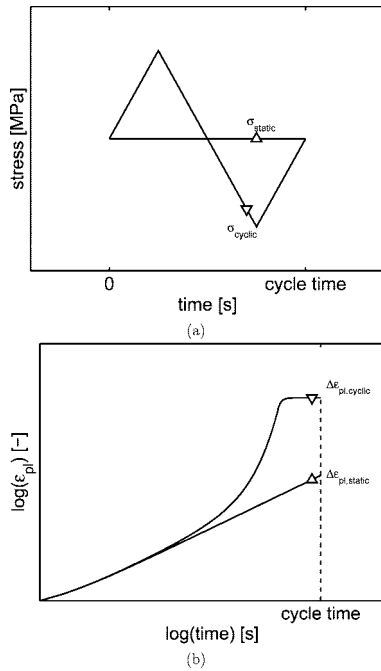 stress [MPa]
σstatic
σcyclic
0
cycle time
time [s]
(a)
log(εpl) [−]
Δεpl,cyclic
Δεpl,static
cycle time
log(time) [s]
(b)